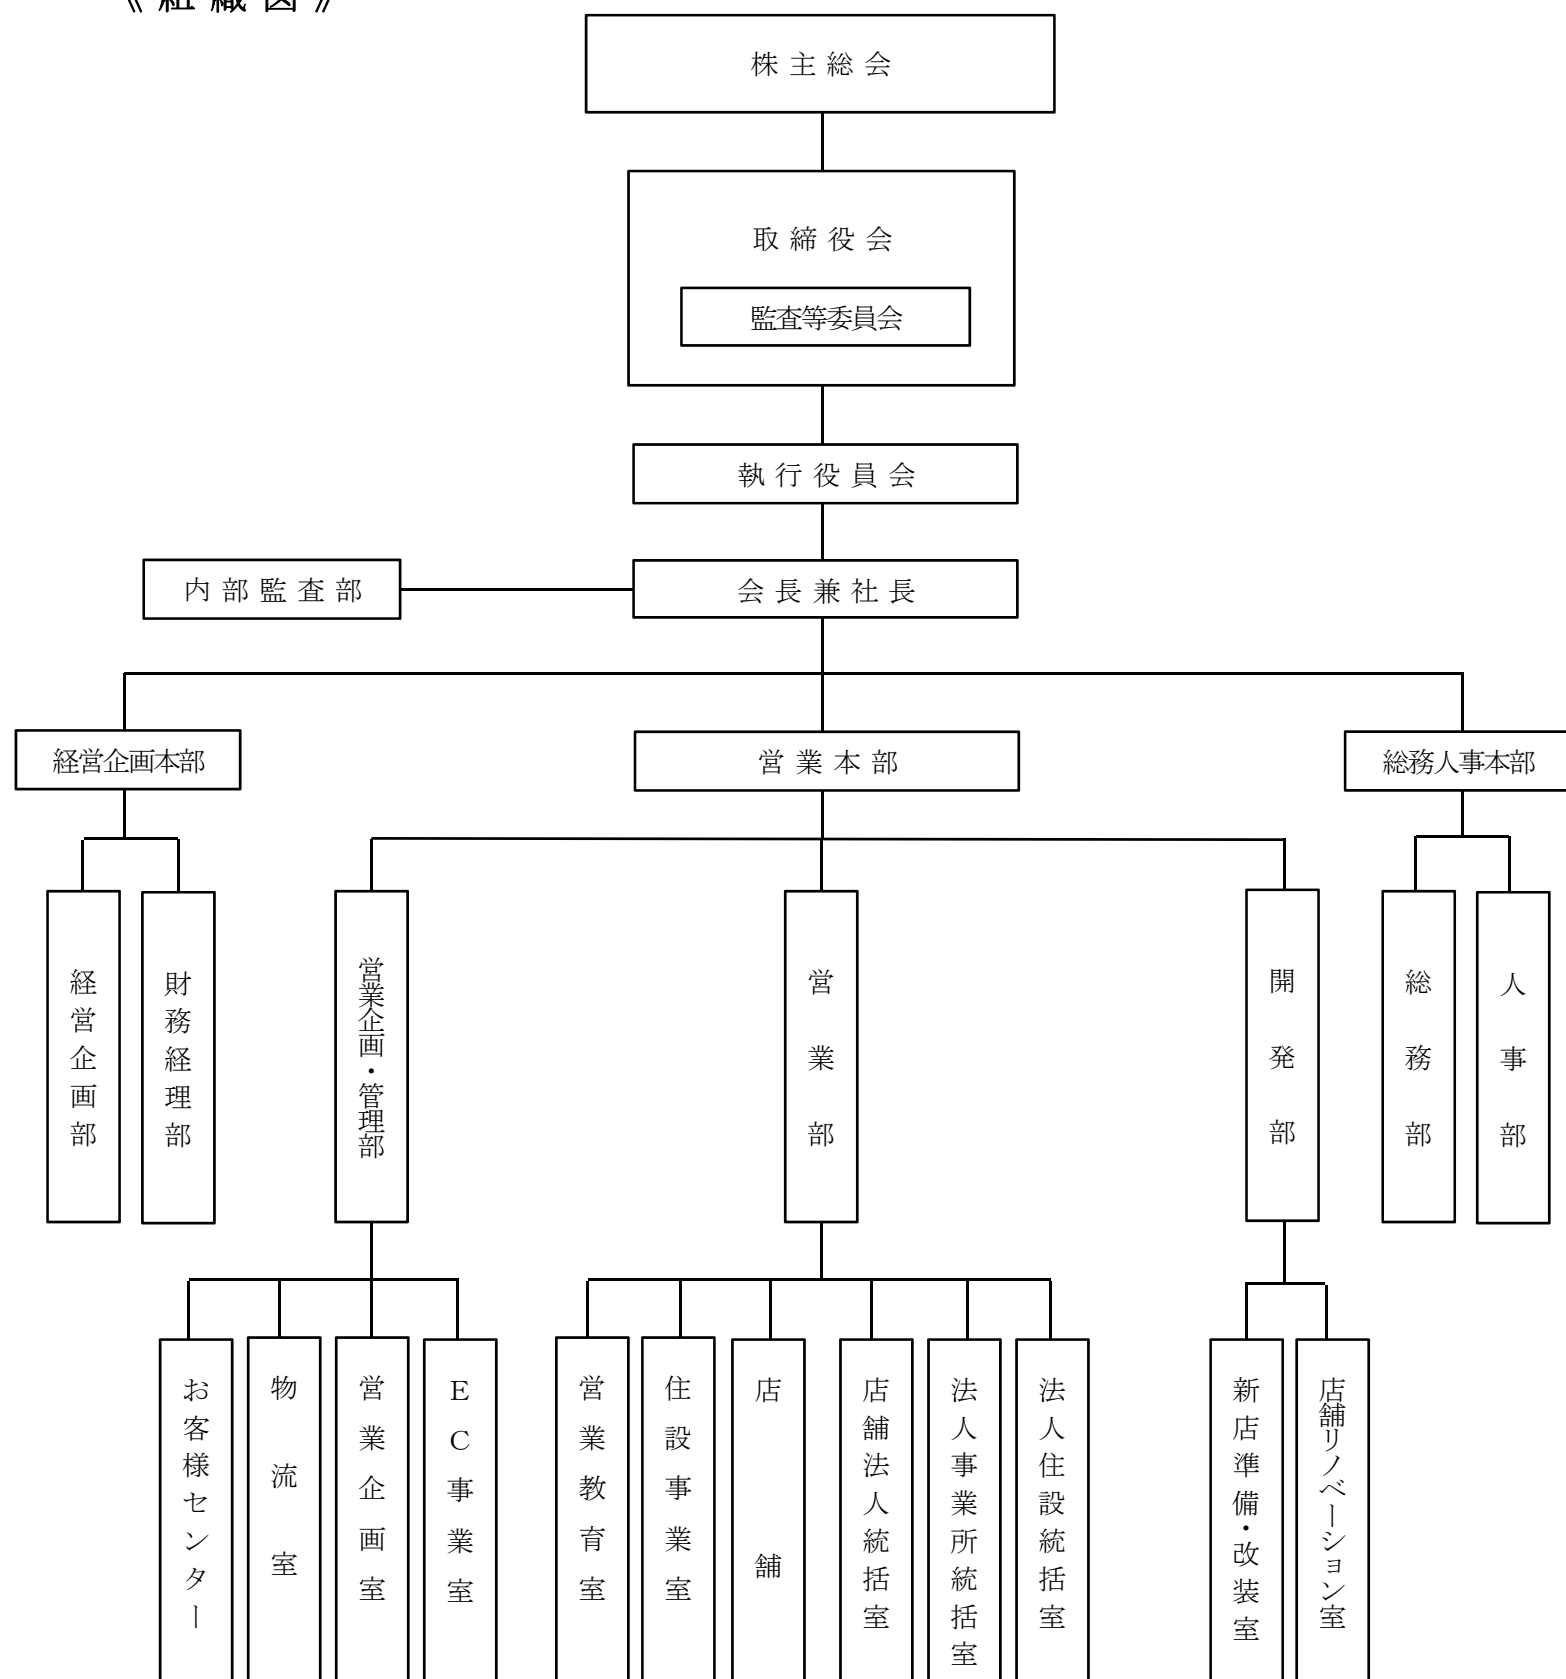 《 組 織 図 》
株 主 総 会
取 締 役 会
監査等委員会
執 行 役 員 会
内 部 監 査 部
会 長 兼 社 長
経営企画本部
営 業 本 部
総務人事本部
経営企画部
財務経理部
営業企画・管理部
営業部
開発部
総務部
人事部
お客様センター
物流室
営業企画室
EC事業室
営業教育室
住設事業室
店舗
店舗法人統括室
法人事業所統括室
法人住設統括室
新店準備・改装室
店舗リノベーション室